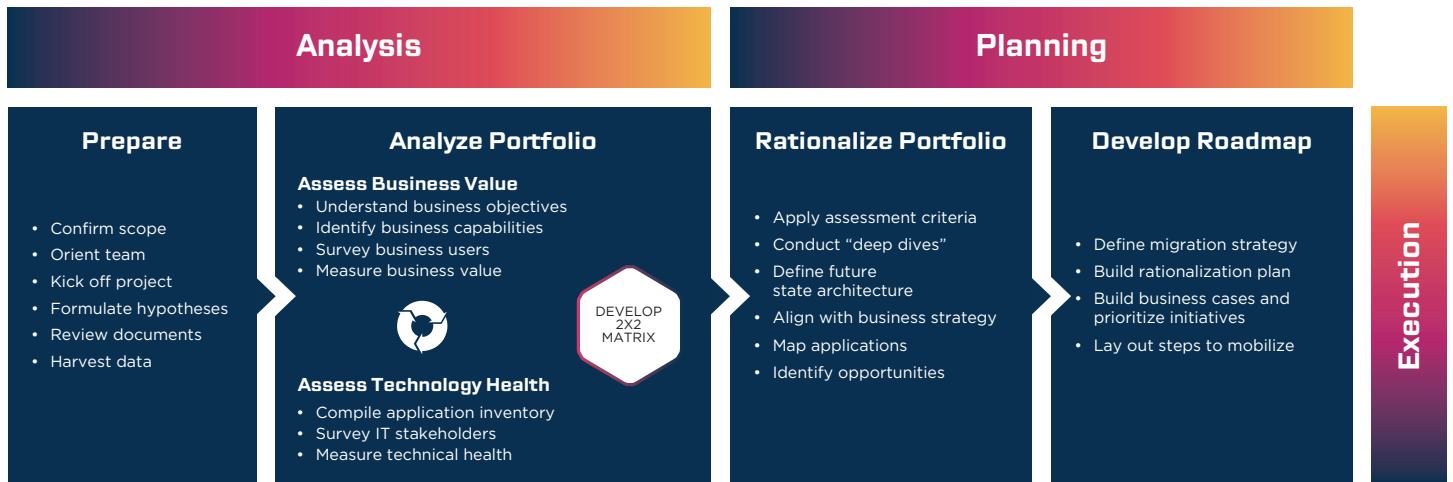 Analysis
Planning
Prepare
• Confirm scope
• Orient team
• Kick off project
• Formulate hypotheses
• Review documents
• Harvest data
Analyze Portfolio
Assess Business Value
• Understand business objectives
• Identify business capabilities
• Survey business users
• Measure business value
DEVELOP
2X2
MATRIX
Assess Technology Health
• Compile application inventory
• Survey IT stakeholders
• Measure technical health
Rationalize Portfolio
• Apply assessment criteria
• Conduct “deep dives”
• Define future
state architecture
• Align with business strategy
• Map applications
• Identify opportunities
Develop Roadmap
• Define migration strategy
• Build rationalization plan
• Build business cases and
prioritize initiatives
• Lay out steps to mobilize
Execution